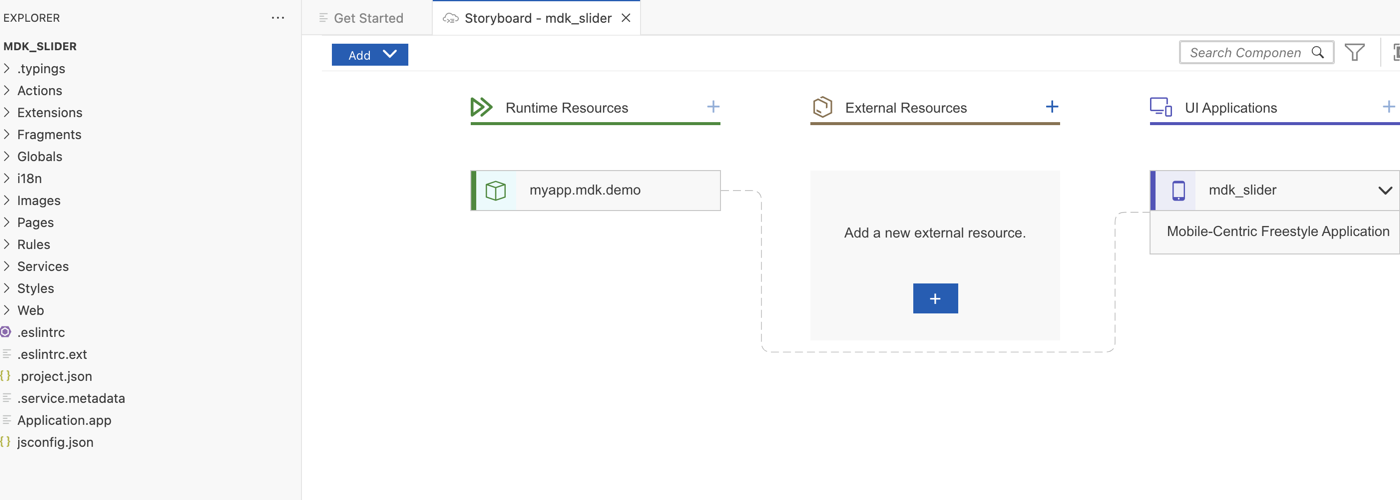 EXPLORER
MDK_SLIDER
.typings
Actions
Extensions
Fragments
Globals
i18n
Images
Pages
Rules
Services
Styles
Web
.eslintrc
.eslintrc.ext
.project.json
.service.metadata
Application.app
jsconfig.json
Get Started
Storyboard - mdk_slider
Add
Search Componen
Runtime Resources
External Resources
UI Applications
myapp.mdk.demo
Add a new external resource.
mdk_slider
Mobile-Centric Freestyle Application